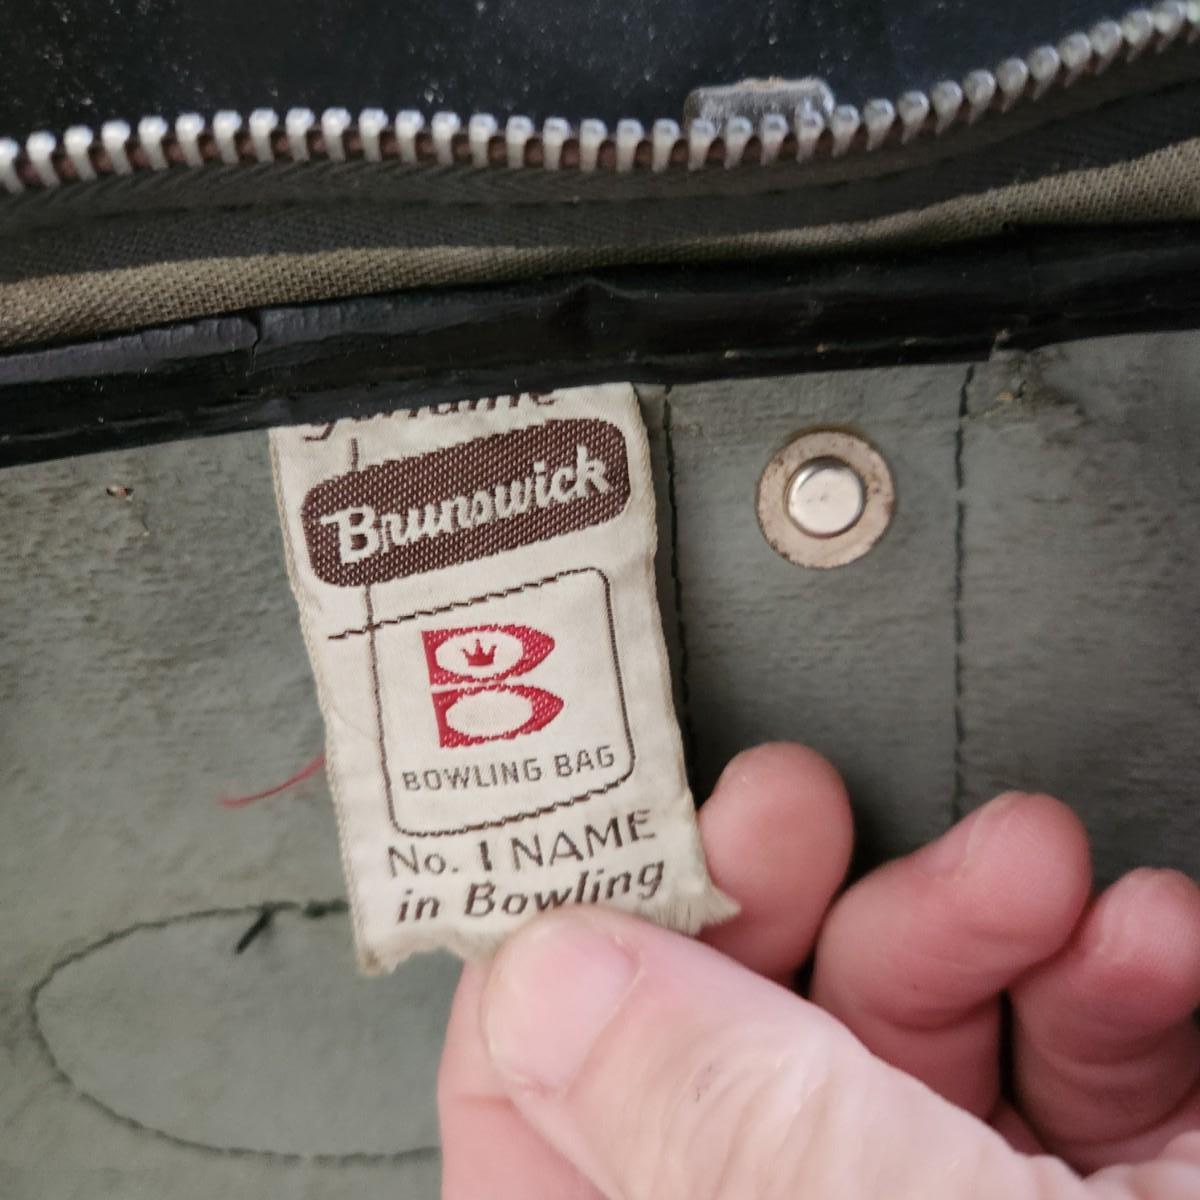 Brunswick
B
BOWLING BAG
No. 1 NAME
in Bowling